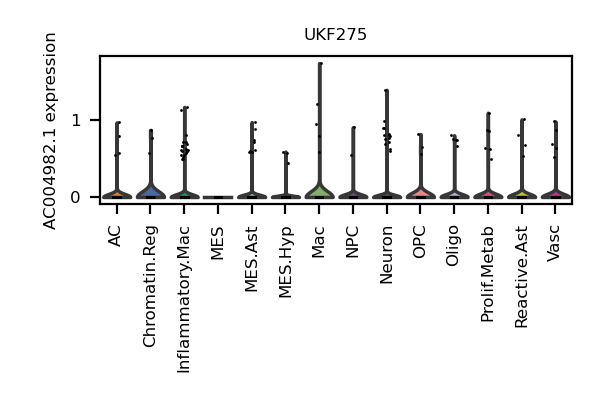 UKF275
AC004982.1 expression
1
0
AC
Chromatin.Reg
Inflammatory.Mac
MES
MES.Ast
MES.Hyp
Mac
NPC
Neuron
OPC
Oligo
Prolif.Metab
Reactive.Ast
Vasc